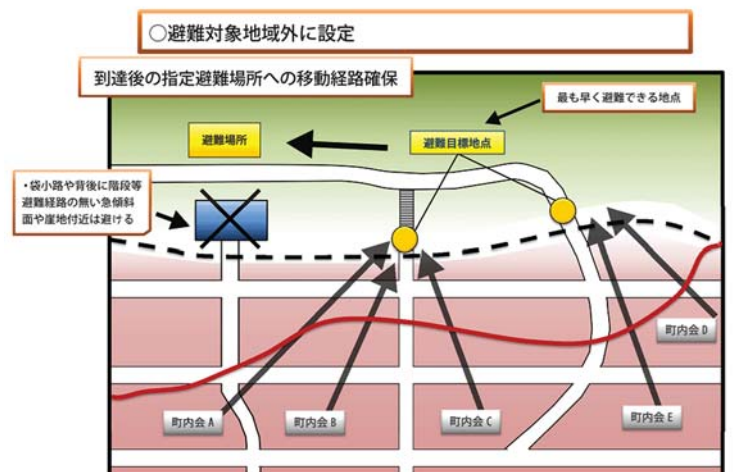 ○避難対象地域外に設定
到達後の指定避難場所への移動経路確保
最も早く避難できる地点
避難場所
避難目標地点
・袋小路や背後に階段等
避難経路の無い急傾斜
面や崖地付近は避ける
町内会 D
町内会 A
町内会 B
町内会 C
町内会 E